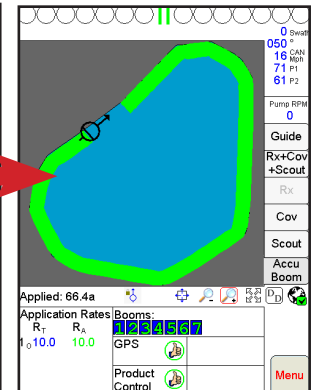 0 Swath
050 °
16 CAN Mph
71 P1
61 P2
Pump RPM
0
Guide
Rx+Cov
+Scout
Rx
Cov
Scout
Accu
Boom
Applied: 66.4a
D D
Application Rates
RT RA
1 0 10.0 10.0
Booms:
1 2 3 4 5 6 7
GPS
Product
Control
Menu